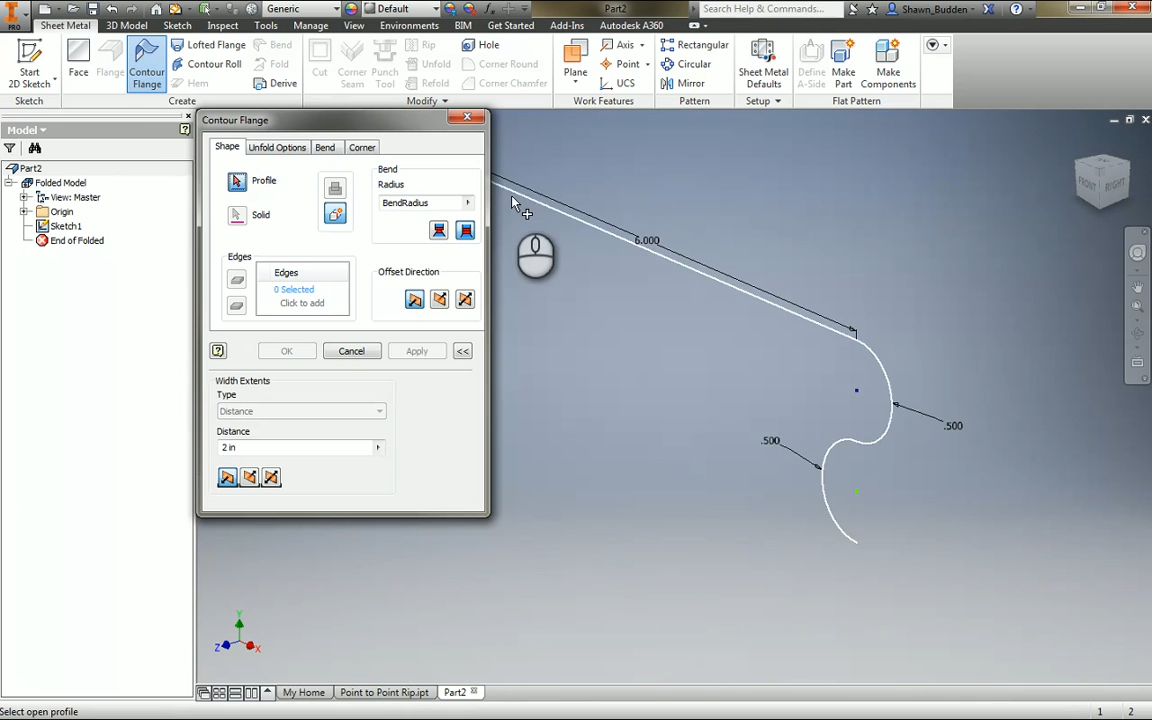 Generic
Default
Part2
Search Help & Commands...
Shawn_Budden
PRO
Sheet Metal
3D Model
Sketch
Inspect
Tools
Manage
View
Environments
BIM
Get Started
Add-Ins
Autodesk A360
Start
2D Sketch
Face
Flange
Contour
Flange
Lofted Flange
Contour Roll
Hem
Bend
Fold
Derive
Cut
Corner
Seam
Punch
Tool
Rip
Unfold
Refold
Hole
Corner Round
Corner Chamfer
Plane
Axis
Point
UCS
Rectangular
Circular
Mirror
Sheet Metal
Defaults
Define
A-Side
Make
Part
Make
Components
Sketch
Create
Modify
Work Features
Pattern
Setup
Flat Pattern
Model
Part2
Folded Model
View: Master
Origin
Sketch1
End of Folded
Contour Flange
Shape
Unfold Options
Bend
Corner
Profile
Solid
Bend
Radius
BendRadius
Edges
Edges
0 Selected
Click to add
Offset Direction
OK
Cancel
Apply
<<
Width Extents
Type
Distance
Distance
2 in
6.000
.500
.500
FRONT
RIGHT
Y
Z
X
My Home
Point to Point Rip.ipt
Part2
Select open profile
1
2